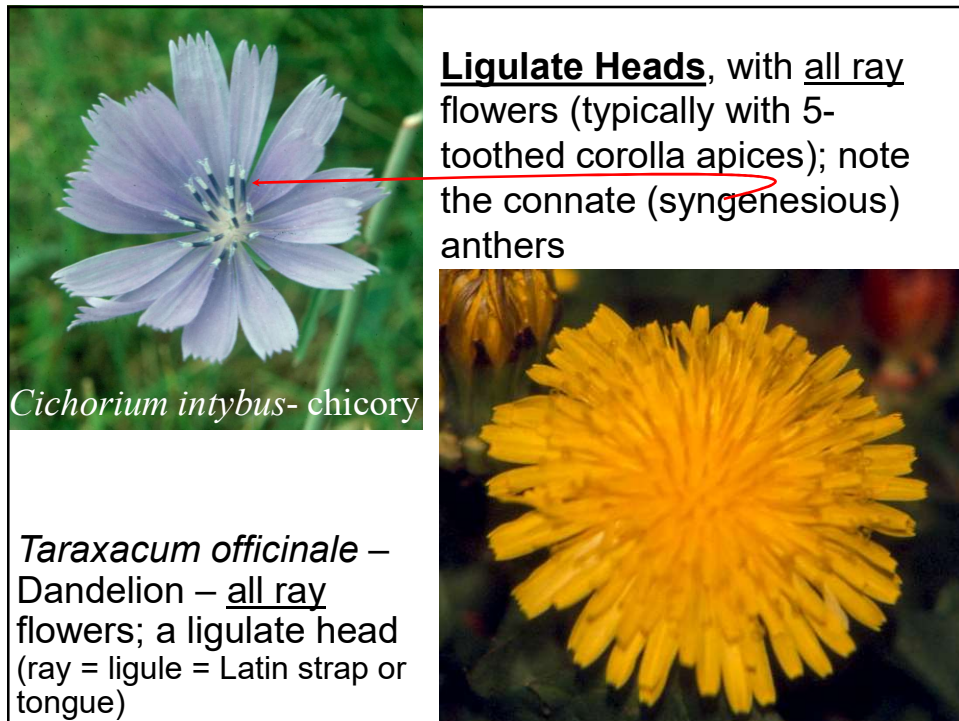 Ligulate Heads, with all ray
flowers (typically with 5-
toothed corolla apices); note
the connate (syngenesious)
anthers
Cichorium intybus- chicory
Taraxacum officinale –
Dandelion – all ray
flowers; a ligulate head
(ray = ligule = Latin strap or
tongue)